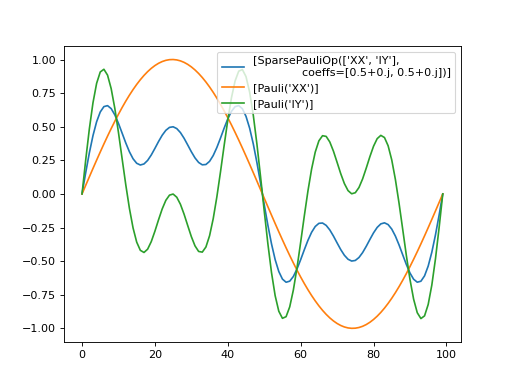 [SparsePauliOp(['XX', 'IY'],
coeffs=[0.5+0.j, 0.5+0.j])]
[Pauli('XX')]
[Pauli('IY')]
1.00
0.75
0.50
0.25
0.00
−0.25
−0.50
−0.75
−1.00
0 20 40 60 80 100